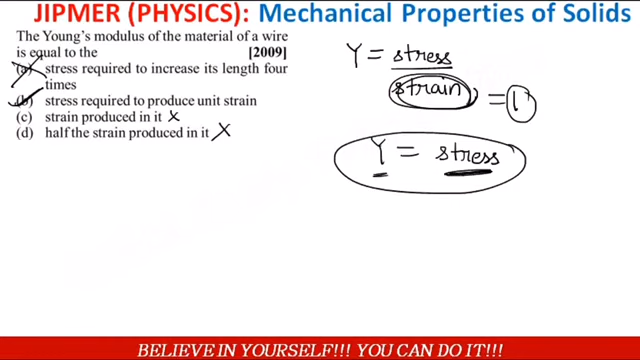 JIPMER (PHYSICS): Mechanical Properties of Solids
The Young's modulus of the material of a wire
is equal to the [2009]
(a) stress required to increase its length four
times
(b) stress required to produce unit strain
(c) strain produced in it x
(d) half the strain produced in it x
Y = stress
strain = 1
Y = stress
BELIEVE IN YOURSELF!!! YOU CAN DO IT!!!